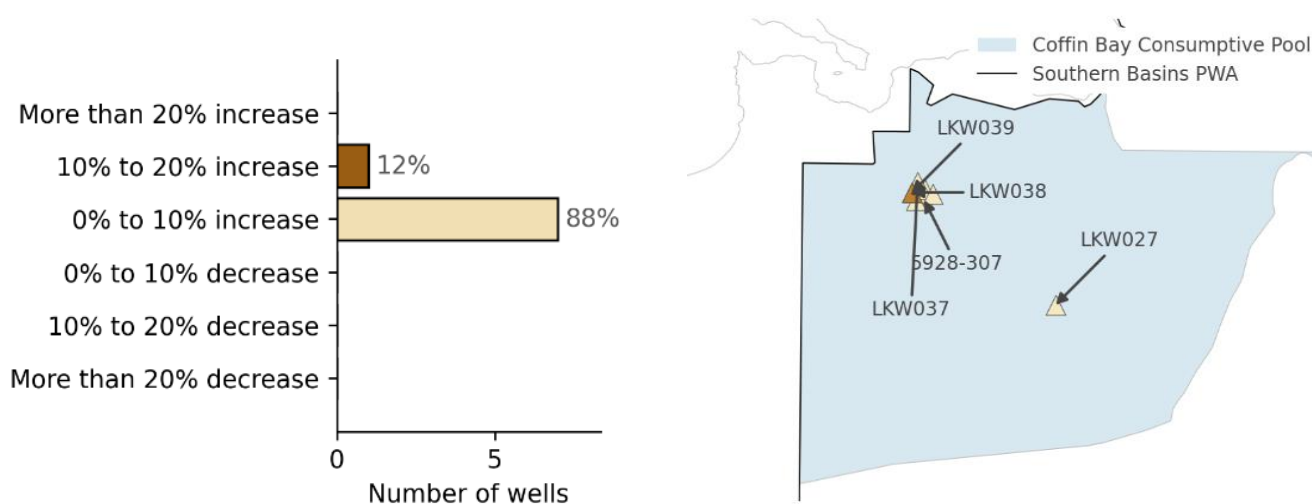 More than 20% increase
10% to 20% increase
12%
0% to 10% increase
88%
0% to 10% decrease
10% to 20% decrease
More than 20% decrease
0
5
Number of wells
Coffin Bay Consumptive Pool
Southern Basins PWA
LKW039
LKW038
LKW027
5928-307
LKW037